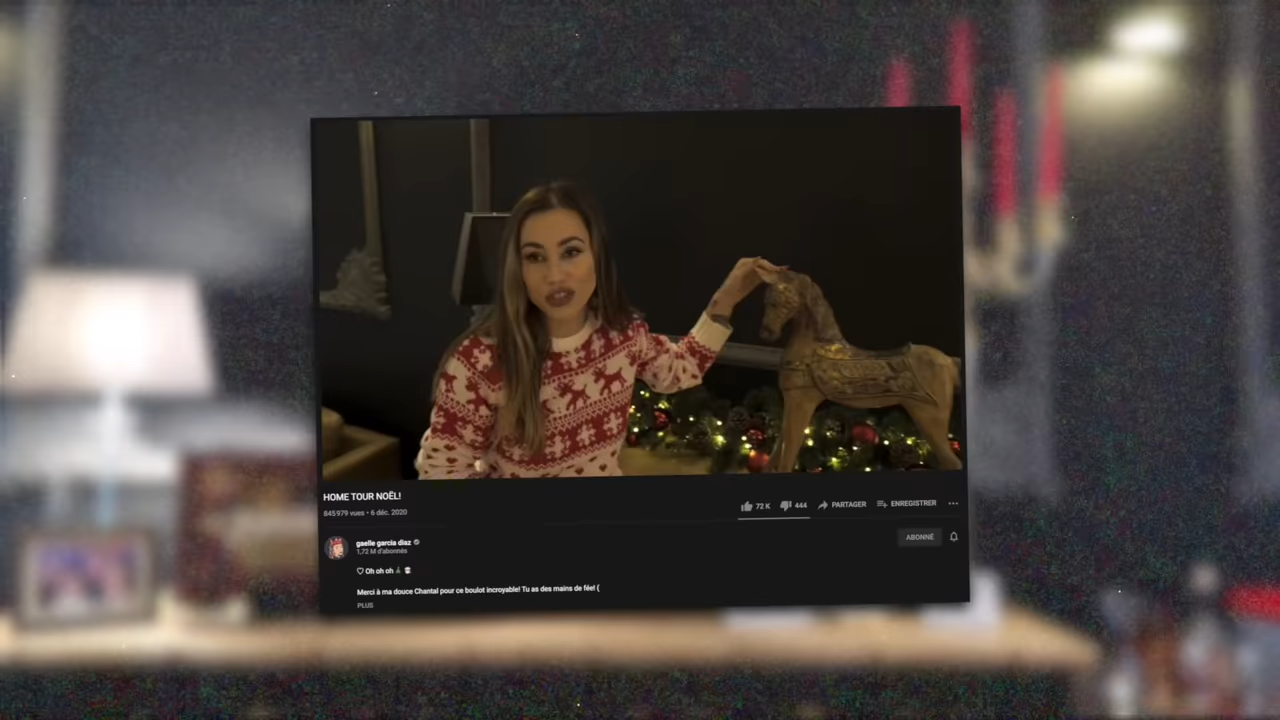 HOME TOUR NOËL!
845 979 vues • 6 déc. 2020
72 K
444
PARTAGER
ENREGISTRER
gaelle garcia diaz
1,72 M d'abonnés
ABONNÉ
♡ Oh oh oh 🎄 🎅
Merci à ma douce Chantal pour ce boulot incroyable! Tu as des mains de fée! (
PLUS